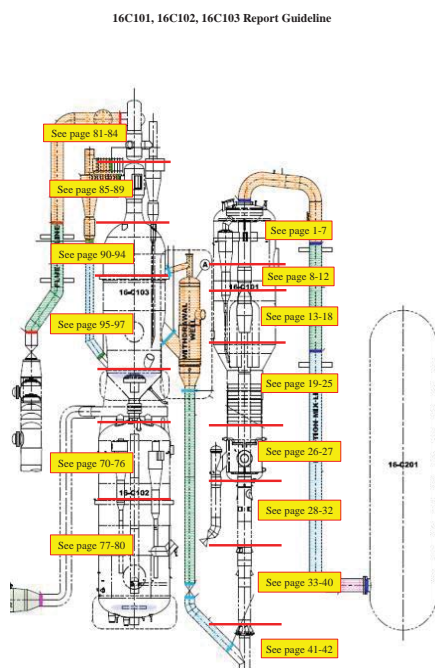 16C101, 16C102, 16C103 Report Guideline
See page 81-84
See page 85-89
See page 90-94
16-C103
See page 95-97
WITHDRAWAL
WELL
A
See page 1-7
See page 8-12
16-C101
See page 13-18
See page 19-25
See page 26-27
See page 28-32
See page 33-40
See page 41-42
See page 70-76
16-C102
See page 77-80
16-C201